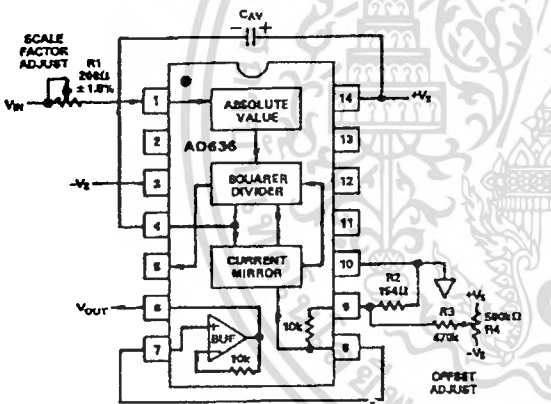 CAV
− +
SCALE
FACTOR
ADJUST
R1
200Ω
± 1.5%
VIN
1
ABSOLUTE
VALUE
14
+VS
2
AD636
13
−VS
3
SQUARER
DIVIDER
12
4
11
5
CURRENT
MIRROR
10
VOUT
6
10k
9
R2
154Ω
7
+
BUF
−
10k
8
R3
470k
+VS
500kΩ
R4
−VS
OFFSET
ADJUST